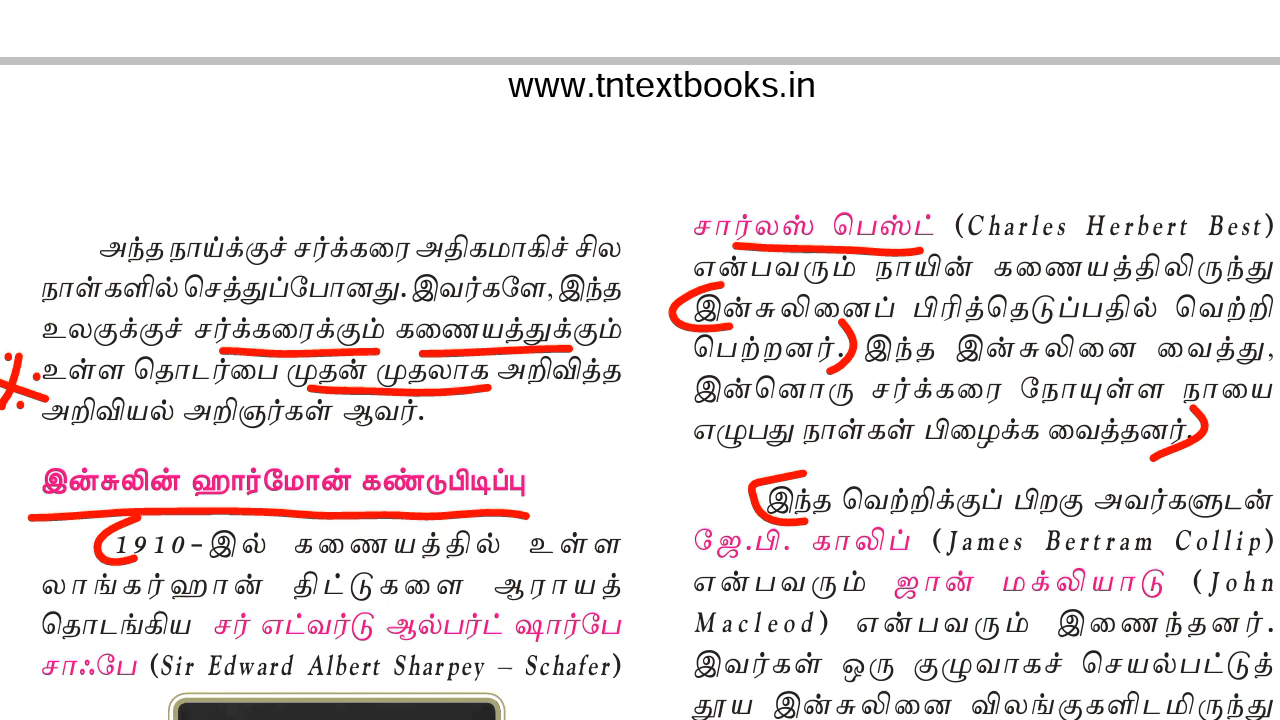 www.tntextbooks.in
அந்த நாய்க்குச் சர்க்கரை அதிகமாகிச் சில
நாள்களில் செத்துப்போனது. இவர்களே, இந்த
உலகுக்குச் சர்க்கரைக்கும் கணையத்துக்கும்
உள்ள தொடர்பை முதன் முதலாக அறிவித்த
அறிவியல் அறிஞர்கள் ஆவர்.
இன்சுலின் ஹார்மோன் கண்டுபிடிப்பு
1910-இல் கணையத்தில் உள்ள
லாங்கர்ஹான் திட்டுகளை ஆராயத்
தொடங்கிய சர் எட்வர்டு ஆல்பர்ட் ஷார்பே
சாஃபே (Sir Edward Albert Sharpey – Schafer)
சார்லஸ் பெஸ்ட் (Charles Herbert Best)
என்பவரும் நாயின் கணையத்திலிருந்து
இன்சுலினைப் பிரித்தெடுப்பதில் வெற்றி
பெற்றனர். இந்த இன்சுலினை வைத்து,
இன்னொரு சர்க்கரை நோயுள்ள நாயை
எழுபது நாள்கள் பிழைக்க வைத்தனர்.
இந்த வெற்றிக்குப் பிறகு அவர்களுடன்
ஜே.பி. காலிப் (James Bertram Collip)
என்பவரும் ஜான் மக்லியாடு (John
Macleod) என்பவரும் இணைந்தனர்.
இவர்கள் ஒரு குழுவாகச் செயல்பட்டுத்
தூய இன்சுலினை விலங்குகளிடமிருந்து